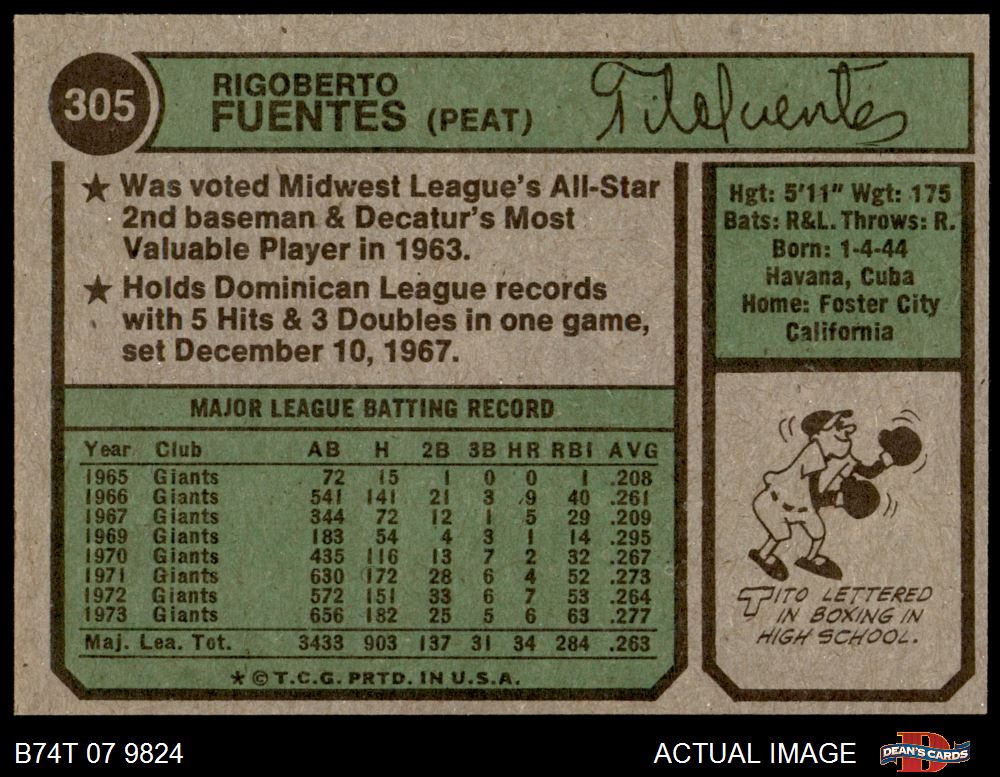 305
RIGOBERTO
FUENTES (PEAT)
Tito Fuentes
★ Was voted Midwest League's All-Star
2nd baseman & Decatur's Most
Valuable Player in 1963.
★ Holds Dominican League records
with 5 Hits & 3 Doubles in one game,
set December 10, 1967.
Hgt: 5'11" Wgt: 175
Bats: R&L. Throws: R.
Born: 1-4-44
Havana, Cuba
Home: Foster City
California
MAJOR LEAGUE BATTING RECORD
Year Club AB H 2B 3B HR RBI AVG
1965 Giants 72 15 1 0 0 1 .208
1966 Giants 541 141 21 3 9 40 .261
1967 Giants 344 72 12 1 5 29 .209
1969 Giants 183 54 4 3 1 14 .295
1970 Giants 435 116 13 7 2 32 .267
1971 Giants 630 172 28 6 4 52 .273
1972 Giants 572 151 33 6 7 53 .264
1973 Giants 656 182 25 5 6 63 .277
Maj. Lea. Tot. 3433 903 137 31 34 284 .263
★ © T.C.G. PRTD. IN U.S.A.
TITO LETTERED
IN BOXING IN
HIGH SCHOOL.
B74T 07 9824
ACTUAL IMAGE
DEAN'S CARDS